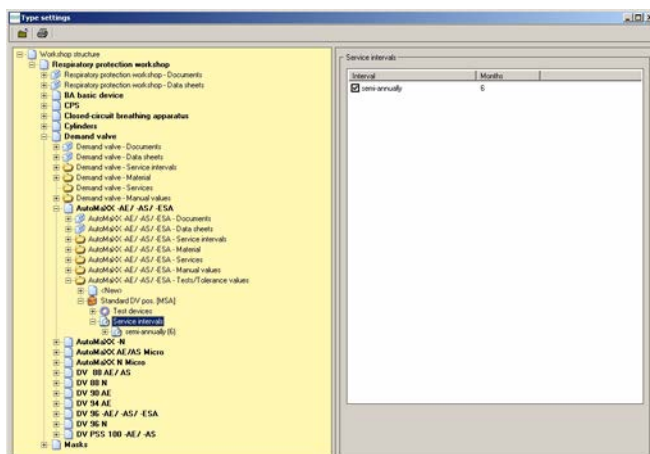 Type settings
Workshop structure
Respiratory protection workshop
Respiratory protection workshop - Documents
Respiratory protection workshop - Data sheets
BA basic device
CPS
Closed-circuit breathing apparatus
Cylinders
Demand valve
Demand valve - Documents
Demand valve - Data sheets
Demand valve - Service intervals
Demand valve - Material
Demand valve - Services
Demand valve - Manual values
AutoMaXX -AE/ -AS/ -ESA
AutoMaXX -AE/ -AS/ -ESA - Documents
AutoMaXX -AE/ -AS/ -ESA - Data sheets
AutoMaXX -AE/ -AS/ -ESA - Service intervals
AutoMaXX -AE/ -AS/ -ESA - Material
AutoMaXX -AE/ -AS/ -ESA - Services
AutoMaXX -AE/ -AS/ -ESA - Manual values
AutoMaXX -AE/ -AS/ -ESA - Tests/Tolerance values
<New>
Standard DV pos. [MSA]
Test devices
Service intervals
semi-annually (6)
AutoMaXX -N
AutoMaXX AE/AS Micro
AutoMaXX N Micro
DV 88 AE/ AS
DV 88 N
DV 90 AE
DV 94 AE
DV 96 -AE/ -AS/ -ESA
DV 96 N
DV PSS 100 -AE/ -AS
Masks
Service intervals
Interval Months
semi-annually 6